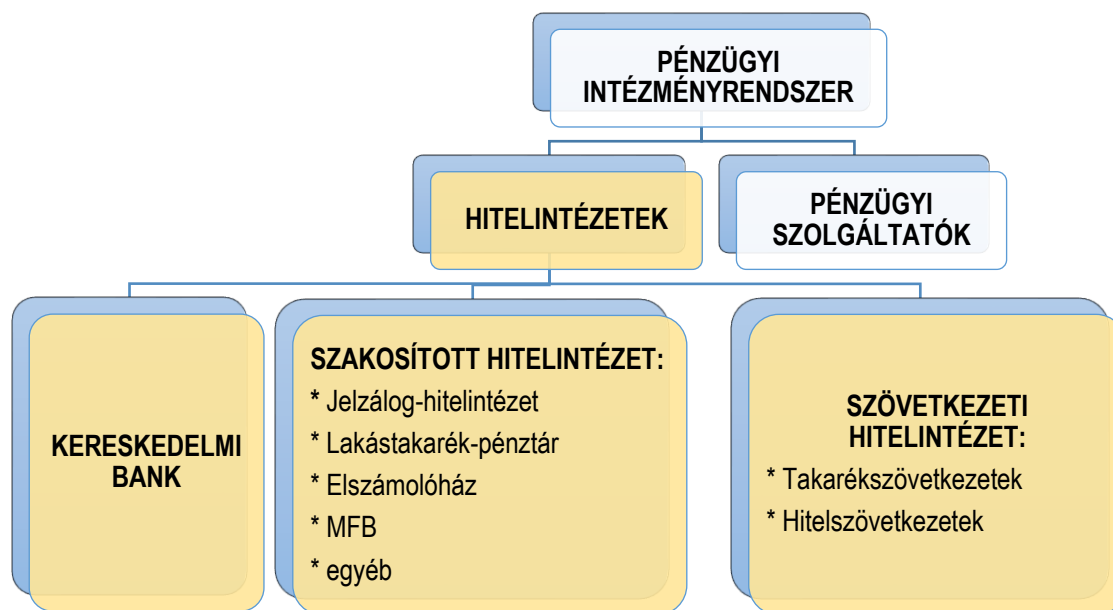 PÉNZÜGYI
INTÉZMÉNYRENDSZER
HITELINTÉZETEK
PÉNZÜGYI
SZOLGÁLTATÓK
KERESKEDELMI
BANK
SZAKOSÍTOTT HITELINTÉZET:
* Jelzálog-hitelintézet
* Lakástakarék-pénztár
* Elszámolóház
* MFB
* egyéb
SZÖVETKEZETI
HITELINTÉZET:
* Takarékszövetkezetek
* Hitelszövetkezetek